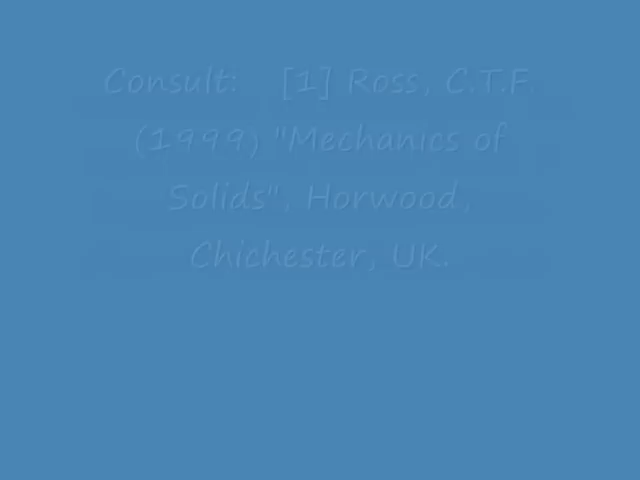 Consult: [1] Ross, C.T.F.
(1999) "Mechanics of
Solids", Horwood,
Chichester, UK.